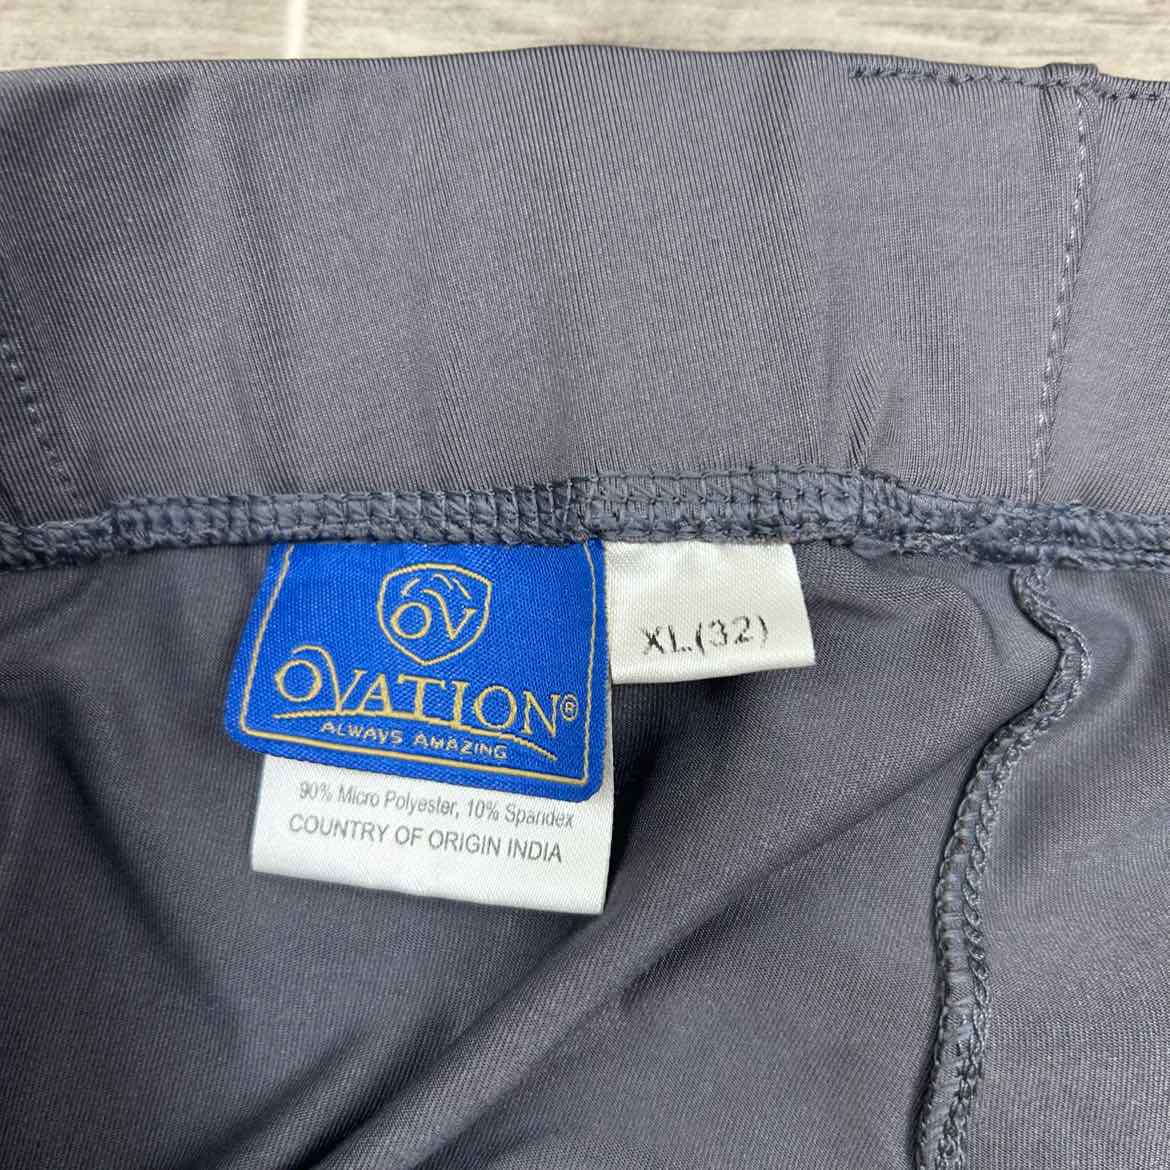 OV
OVATION®
ALWAYS AMAZING
XL(32)
90% Micro Polyester, 10% Spandex
COUNTRY OF ORIGIN INDIA